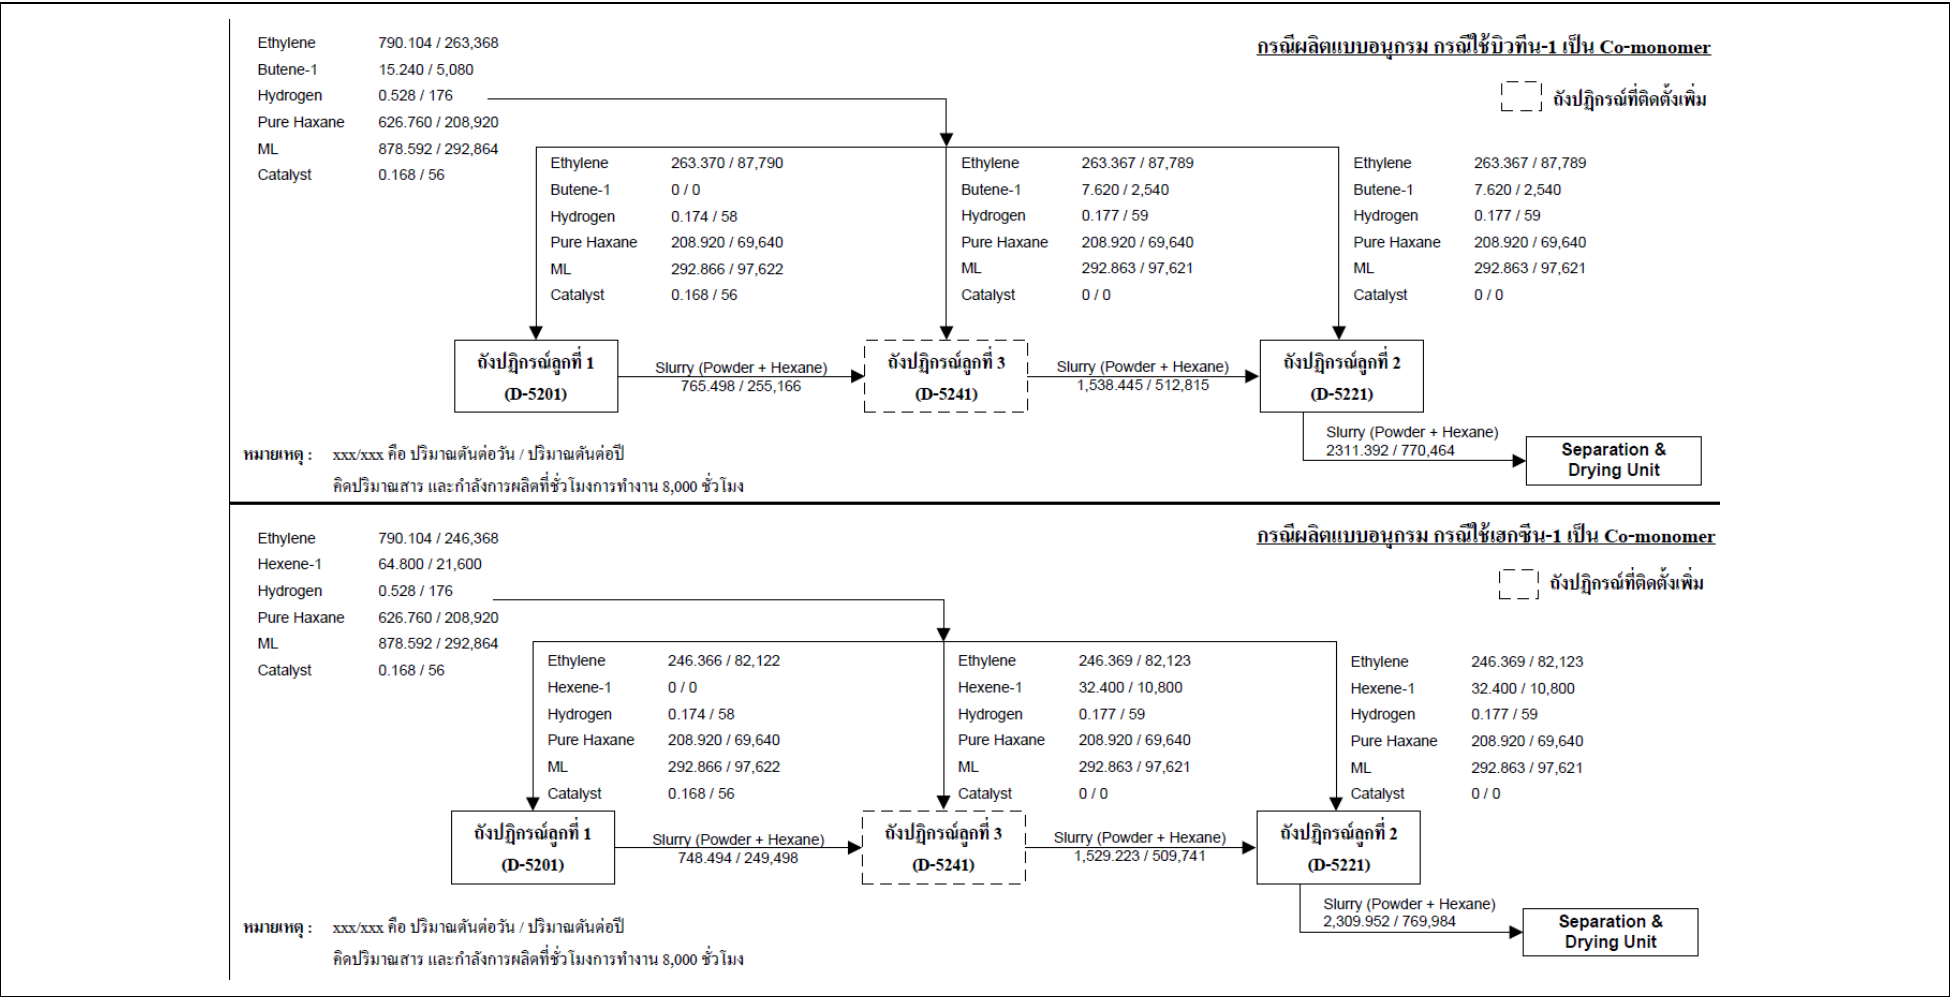 Ethylene 790.104 / 263,368
Butene-1 15.240 / 5,080
Hydrogen 0.528 / 176
Pure Haxane 626.760 / 208,920
ML 878.592 / 292,864
Catalyst 0.168 / 56
กรณีผลิตแบบอนุกรม กรณีใช้บิวทีน-1 เป็น Co-monomer
ถังปฏิกรณ์ที่ติดตั้งเพิ่ม
Ethylene 263.370 / 87,790
Butene-1 0 / 0
Hydrogen 0.174 / 58
Pure Haxane 208.920 / 69,640
ML 292.866 / 97,622
Catalyst 0.168 / 56
Ethylene 263.367 / 87,789
Butene-1 7.620 / 2,540
Hydrogen 0.177 / 59
Pure Haxane 208.920 / 69,640
ML 292.863 / 97,621
Catalyst 0 / 0
Ethylene 263.367 / 87,789
Butene-1 7.620 / 2,540
Hydrogen 0.177 / 59
Pure Haxane 208.920 / 69,640
ML 292.863 / 97,621
Catalyst 0 / 0
ถังปฏิกรณ์ลูกที่ 1
(D-5201)
Slurry (Powder + Hexane)
765.498 / 255,166
ถังปฏิกรณ์ลูกที่ 3
(D-5241)
Slurry (Powder + Hexane)
1,538.445 / 512,815
ถังปฏิกรณ์ลูกที่ 2
(D-5221)
Slurry (Powder + Hexane)
2311.392 / 770,464
Separation &
Drying Unit
หมายเหตุ : xxx/xxx คือ ปริมาณตันต่อวัน / ปริมาณตันต่อปี
คิดปริมาณสาร และกำลังการผลิตที่ชั่วโมงการทำงาน 8,000 ชั่วโมง
Ethylene 790.104 / 246,368
Hexene-1 64.800 / 21,600
Hydrogen 0.528 / 176
Pure Haxane 626.760 / 208,920
ML 878.592 / 292,864
Catalyst 0.168 / 56
กรณีผลิตแบบอนุกรม กรณีใช้เฮกซีน-1 เป็น Co-monomer
ถังปฏิกรณ์ที่ติดตั้งเพิ่ม
Ethylene 246.366 / 82,122
Hexene-1 0 / 0
Hydrogen 0.174 / 58
Pure Haxane 208.920 / 69,640
ML 292.866 / 97,622
Catalyst 0.168 / 56
Ethylene 246.369 / 82,123
Hexene-1 32.400 / 10,800
Hydrogen 0.177 / 59
Pure Haxane 208.920 / 69,640
ML 292.863 / 97,621
Catalyst 0 / 0
Ethylene 246.369 / 82,123
Hexene-1 32.400 / 10,800
Hydrogen 0.177 / 59
Pure Haxane 208.920 / 69,640
ML 292.863 / 97,621
Catalyst 0 / 0
ถังปฏิกรณ์ลูกที่ 1
(D-5201)
Slurry (Powder + Hexane)
748.494 / 249,498
ถังปฏิกรณ์ลูกที่ 3
(D-5241)
Slurry (Powder + Hexane)
1,529.223 / 509,741
ถังปฏิกรณ์ลูกที่ 2
(D-5221)
Slurry (Powder + Hexane)
2,309.952 / 769,984
Separation &
Drying Unit
หมายเหตุ : xxx/xxx คือ ปริมาณตันต่อวัน / ปริมาณตันต่อปี
คิดปริมาณสาร และกำลังการผลิตที่ชั่วโมงการทำงาน 8,000 ชั่วโมง